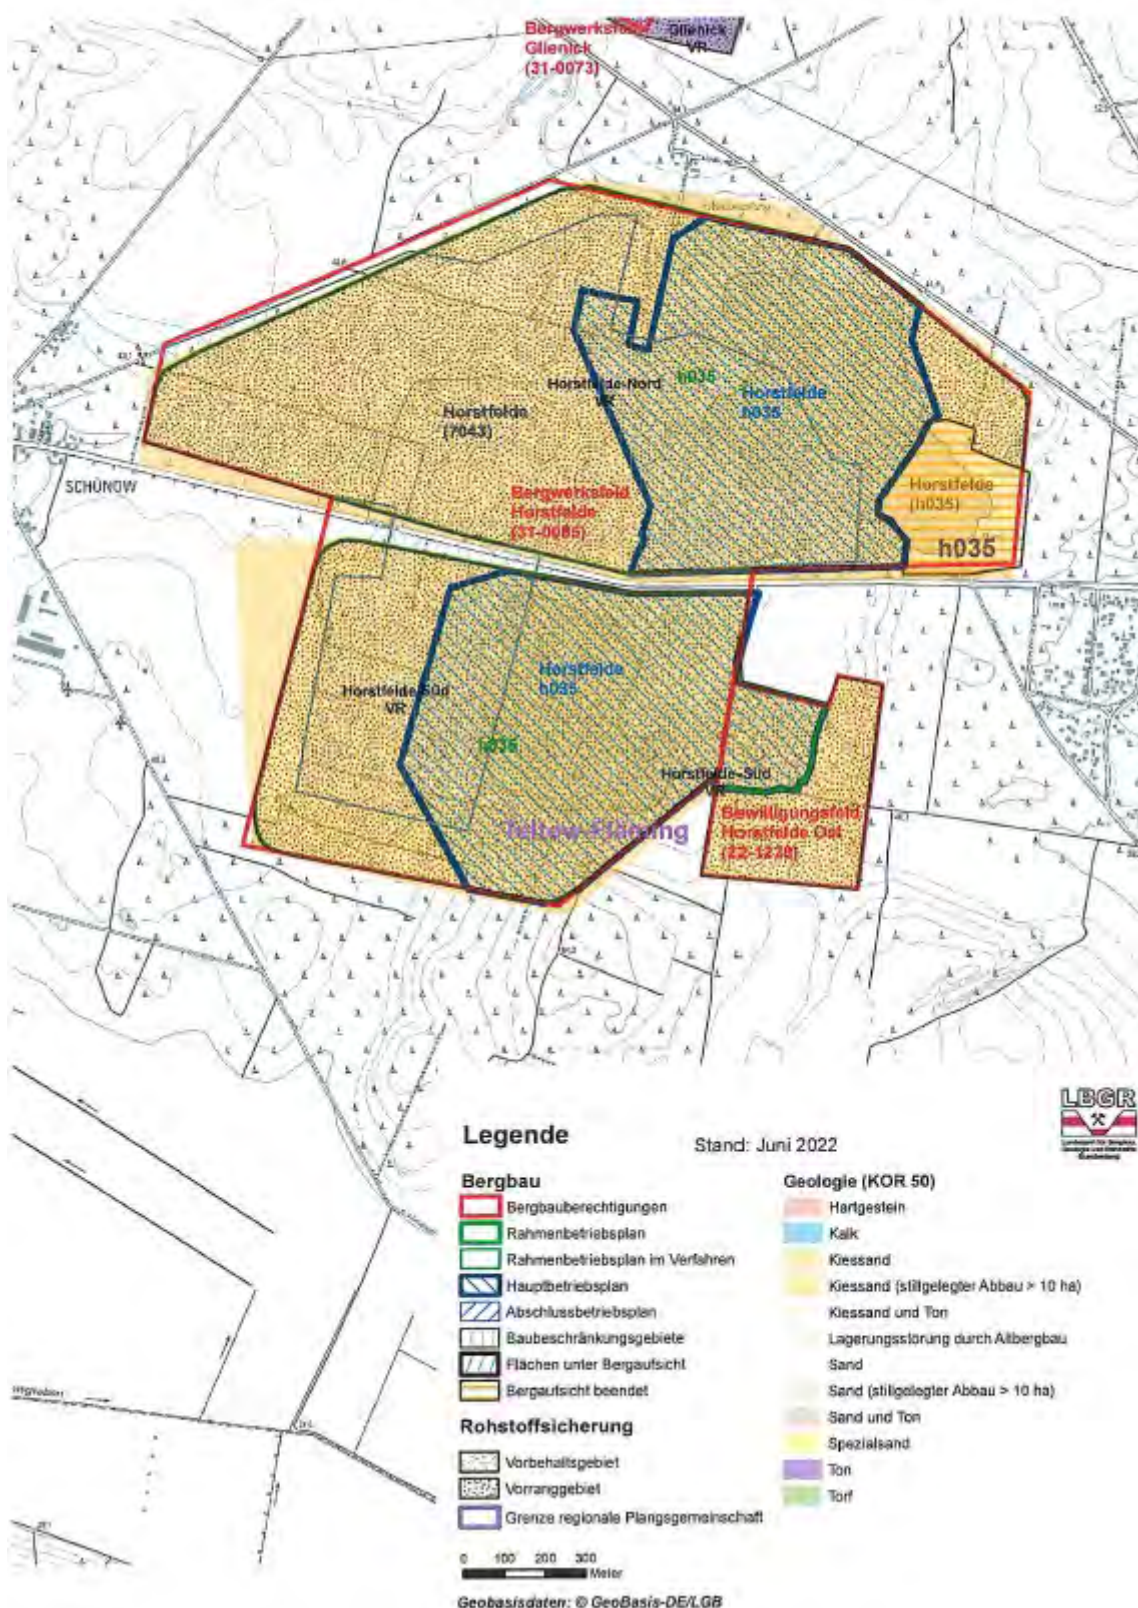 Bergwerksfeld
Glienick
(31-0073)
Glienick
VR
Horstfelde-Nord
VR
h035
Horstfelde
h035
Horstfelde
(7043)
SCHÜNOW
Bergwerksfeld
Horstfelde
(31-0085)
Horstfelde
(h035)
h035
Horstfelde
h035
Horstfelde-Süd
VR
h035
Horstfelde-Süd
VR
Teltow-Fläming
Bewilligungsfeld
Horstfelde Ost
(22-1238)
LBGR
Legende
Stand: Juni 2022
Bergbau
Bergbauberechtigungen
Rahmenbetriebsplan
Rahmenbetriebsplan im Verfahren
Hauptbetriebsplan
Abschlussbetriebsplan
Baubeschränkungsgebiete
Flächen unter Bergaufsicht
Bergaufsicht beendet
Rohstoffsicherung
Vorbehaltsgebiet
Vorranggebiet
Grenze regionale Plangsgemeinschaft
Geologie (KOR 50)
Hartgestein
Kalk
Kiessand
Kiessand (stillgelegter Abbau > 10 ha)
Kiessand und Ton
Lagerungsstörung durch Altbergbau
Sand
Sand (stillgelegter Abbau > 10 ha)
Sand und Ton
Spezialsand
Ton
Torf
0 100 200 300
Meter
Geobasisdaten: © GeoBasis-DE/LGB